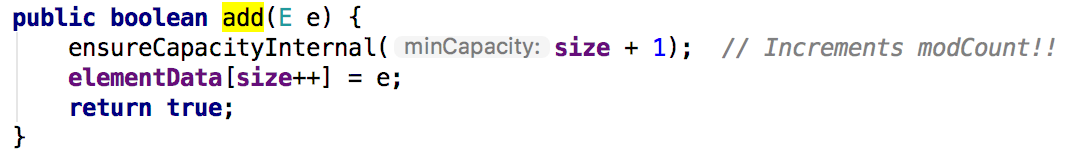 public boolean add(E e) {
    ensureCapacityInternal( minCapacity: size + 1);  // Increments modCount!!
    elementData[size++] = e;
    return true;
}